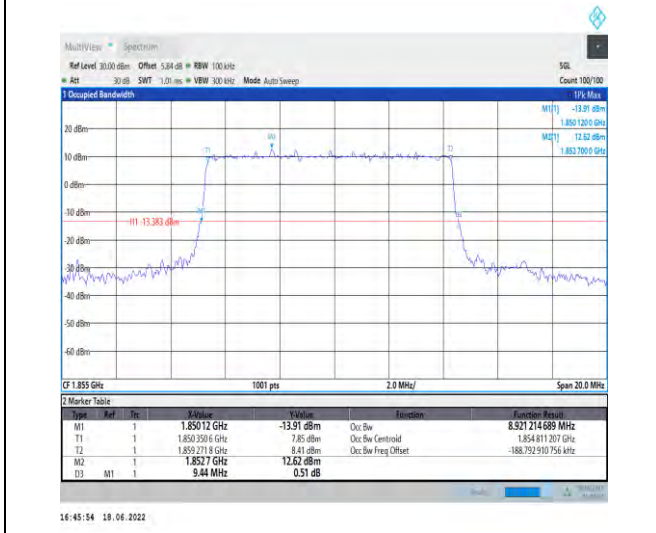 MultiView Spectrum
Ref Level 30.00 dBm Offset 5.84 dB RBW 100 kHz SGL
Att 30 dB SWT 1.01 ms VBW 300 kHz Mode Auto Sweep Count 100/100
1 Occupied Bandwidth 1Pk Max
M1[1] -13.91 dBm
1.850 120 0 GHz
M2[1] 12.62 dBm
1.852 700 0 GHz
20 dBm
10 dBm
0 dBm
-10 dBm
H1 -13.383 dBm
-20 dBm
-30 dBm
-40 dBm
-50 dBm
-60 dBm
T1
M2
T2
CF 1.855 GHz 1001 pts 2.0 MHz/ Span 20.0 MHz
2 Marker Table
Type Ref Trc X-Value Y-Value Function Function Result
M1 1 1.85012 GHz -13.91 dBm Occ Bw 8.921 214 689 MHz
T1 1 1.850 350 6 GHz 7.85 dBm Occ Bw Centroid 1.854 811 207 GHz
T2 1 1.859 271 8 GHz 8.41 dBm Occ Bw Freq Offset -188.792 910 756 kHz
M2 1 1.8527 GHz 12.62 dBm
D3 M1 1 9.44 MHz 0.51 dB
16:45:54 18.06.2022